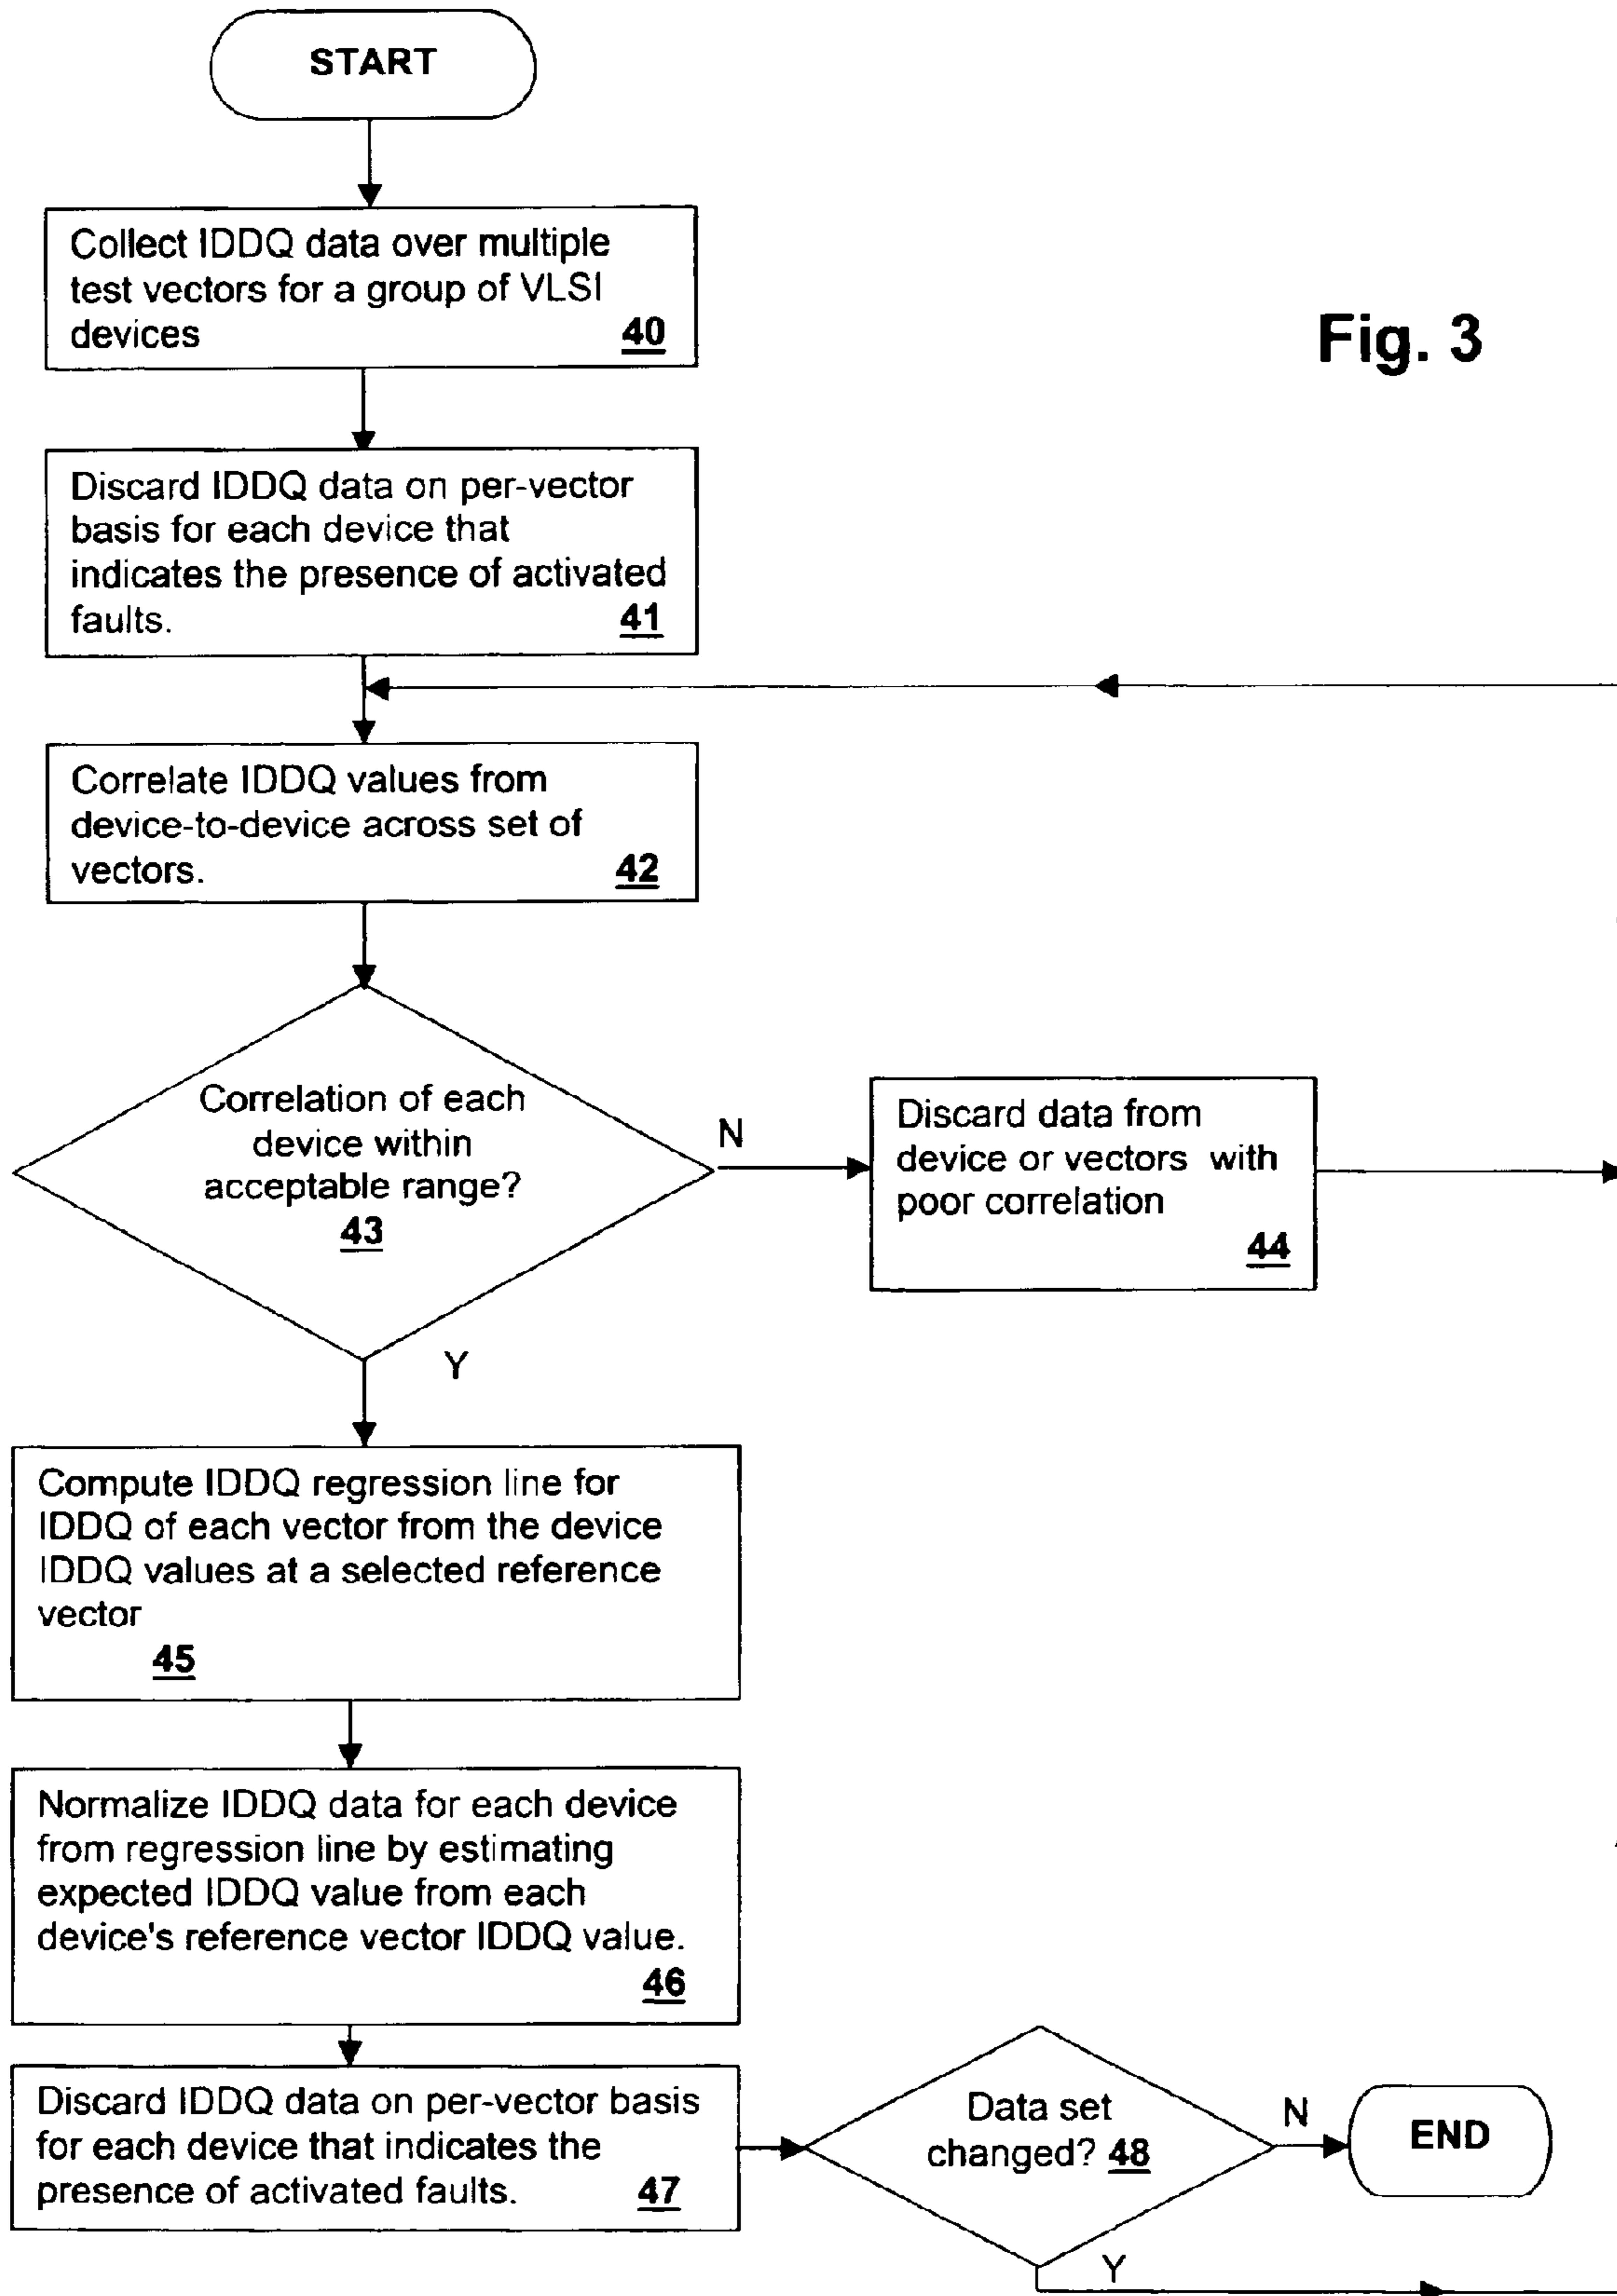 START
Collect IDDQ data over multiple
test vectors for a group of VLSI
devices 40
Fig. 3
Discard IDDQ data on per-vector
basis for each device that
indicates the presence of activated
faults. 41
Correlate IDDQ values from
device-to-device across set of
vectors. 42
Correlation of each
device within
acceptable range?
43
N
Discard data from
device or vectors with
poor correlation
44
Y
Compute IDDQ regression line for
IDDQ of each vector from the device
IDDQ values at a selected reference
vector
45
Normalize IDDQ data for each device
from regression line by estimating
expected IDDQ value from each
device's reference vector IDDQ value.
46
Discard IDDQ data on per-vector basis
for each device that indicates the
presence of activated faults. 47
Data set
changed? 48
N
END
Y